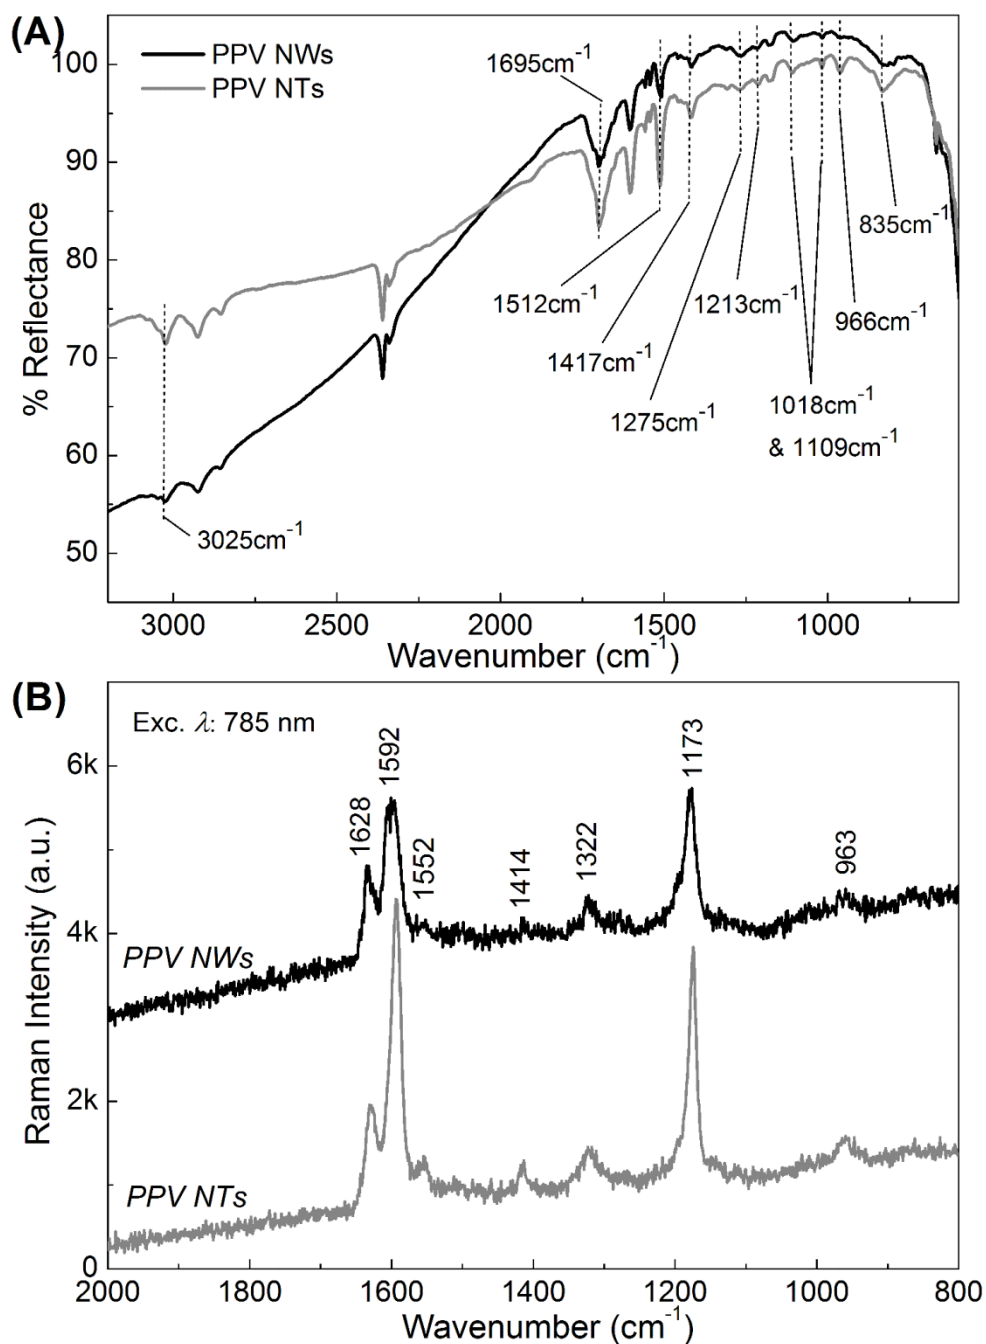 (A)
PPV NWs
PPV NTs
1695cm⁻¹
1512cm⁻¹
1417cm⁻¹
1275cm⁻¹
1213cm⁻¹
1018cm⁻¹
& 1109cm⁻¹
966cm⁻¹
835cm⁻¹
3025cm⁻¹
% Reflectance
100
90
80
70
60
50
3000 2500 2000 1500 1000
Wavenumber (cm⁻¹)
(B)
Exc. λ: 785 nm
1628
1592
1552
1414
1322
1173
963
PPV NWs
PPV NTs
Raman Intensity (a.u.)
6k
4k
2k
0
2000 1800 1600 1400 1200 1000 800
Wavenumber (cm⁻¹)